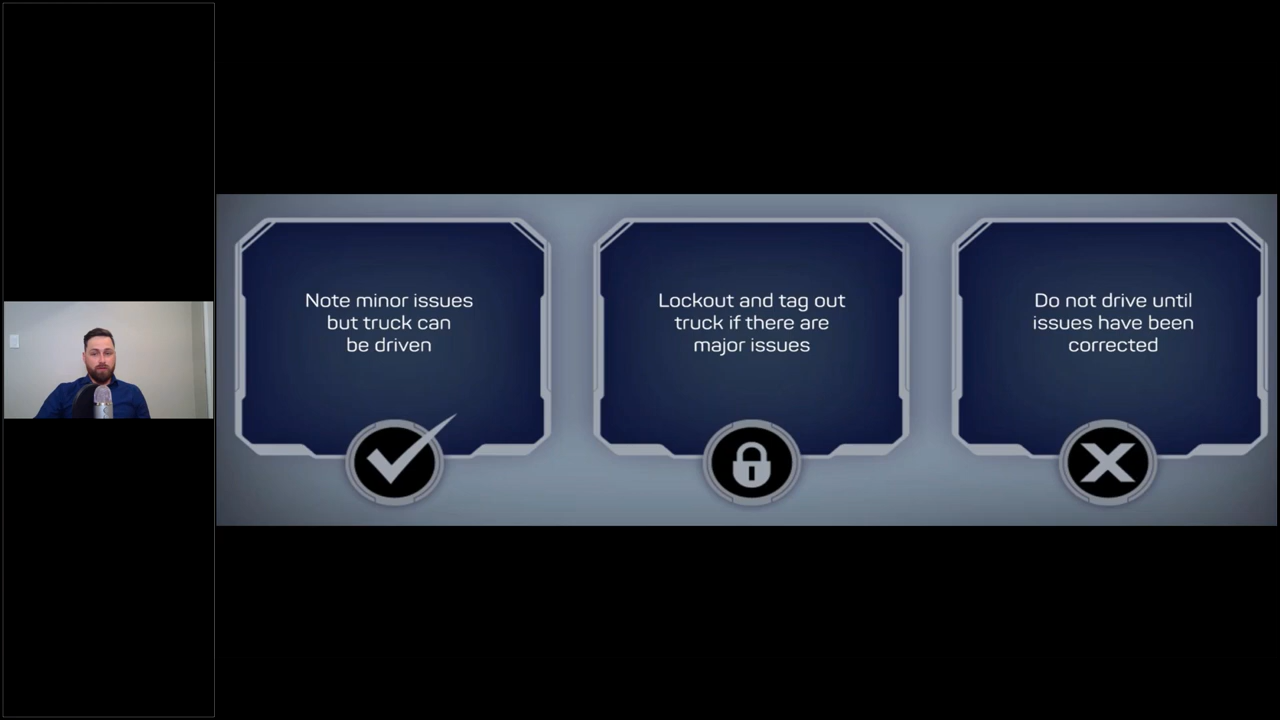 Note minor issues
but truck can
be driven
Lockout and tag out
truck if there are
major issues
Do not drive until
issues have been
corrected